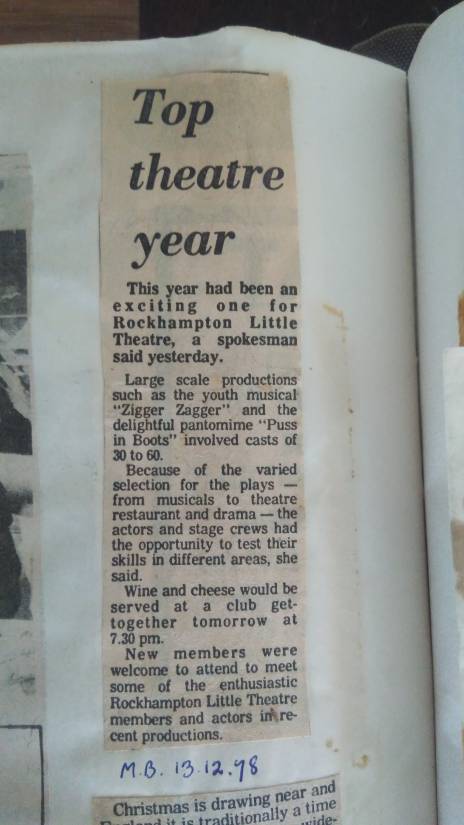 Top
theatre
year
This year had been an
exciting one for
Rockhampton Little
Theatre, a spokesman
said yesterday.
Large scale productions
such as the youth musical
“Zigger Zagger” and the
delightful pantomime “Puss
in Boots” involved casts of
30 to 60.
Because of the varied
selection for the plays —
from musicals to theatre
restaurant and drama — the
actors and stage crews had
the opportunity to test their
skills in different areas, she
said.
Wine and cheese would be
served at a club get-
together tomorrow at
7.30 pm.
New members were
welcome to attend to meet
some of the enthusiastic
Rockhampton Little Theatre
members and actors in re-
cent productions.
M.B. 13.12.78
Christmas is drawing near and
England it is traditionally a time
wide-